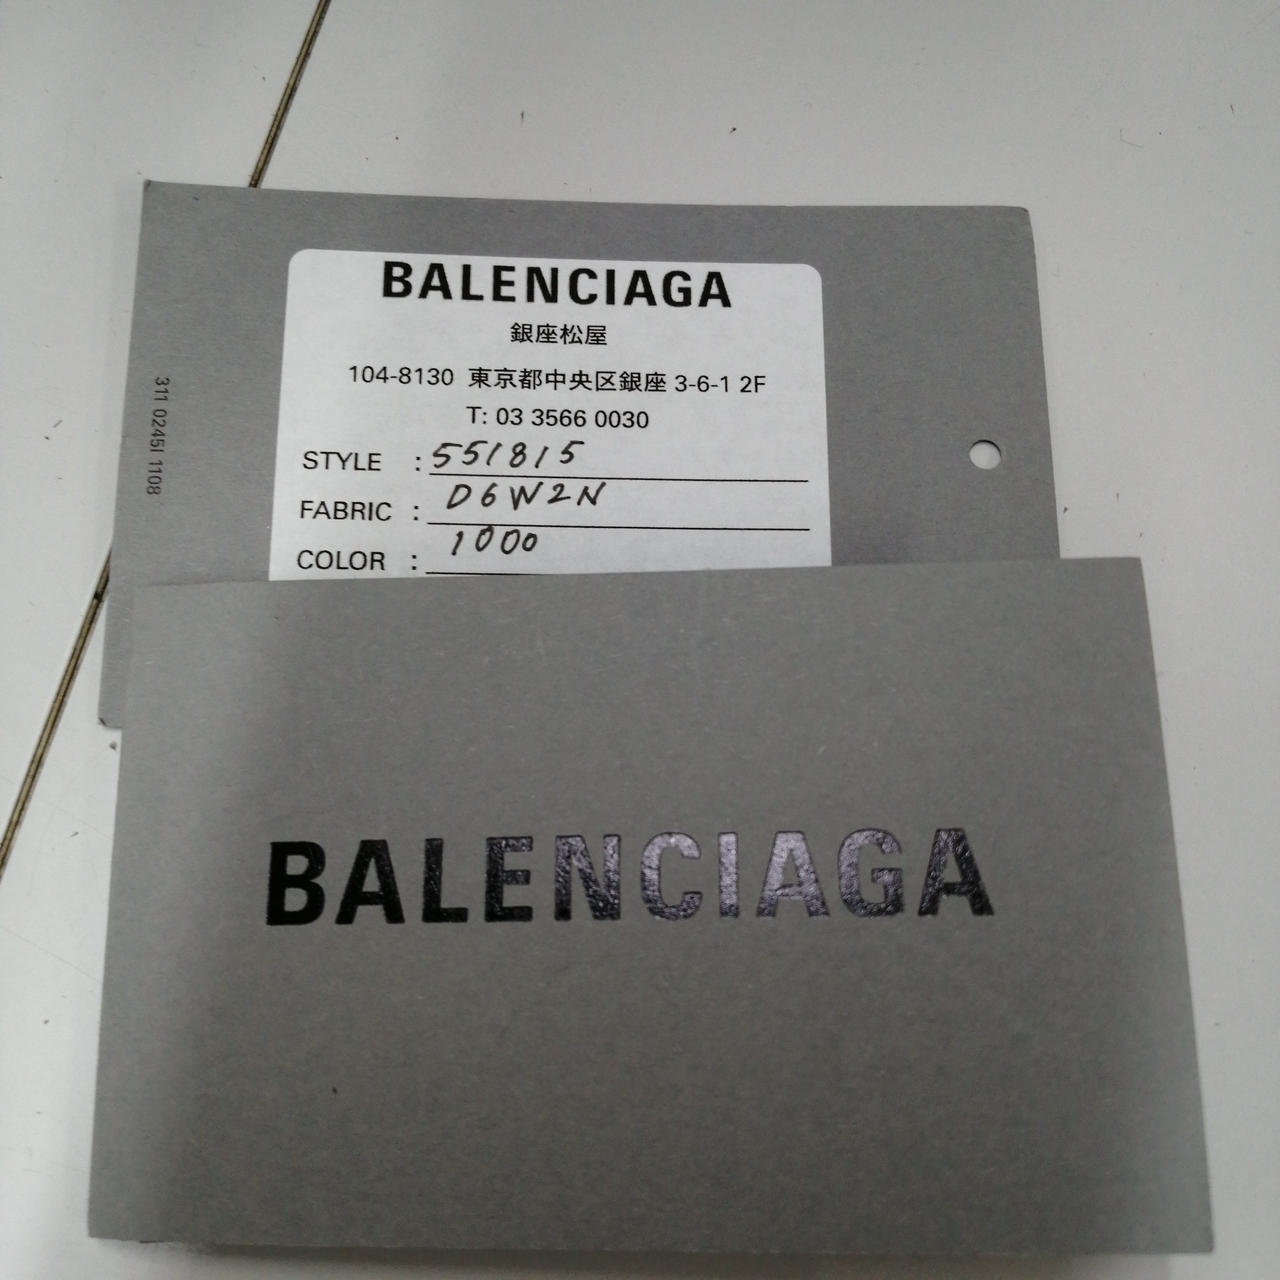 BALENCIAGA
銀座松屋
104-8130 東京都中央区銀座 3-6-1 2F
T: 03 3566 0030
STYLE : 551815
FABRIC : D6W2N
COLOR : 1000
311 0245I 1108
BALENCIAGA